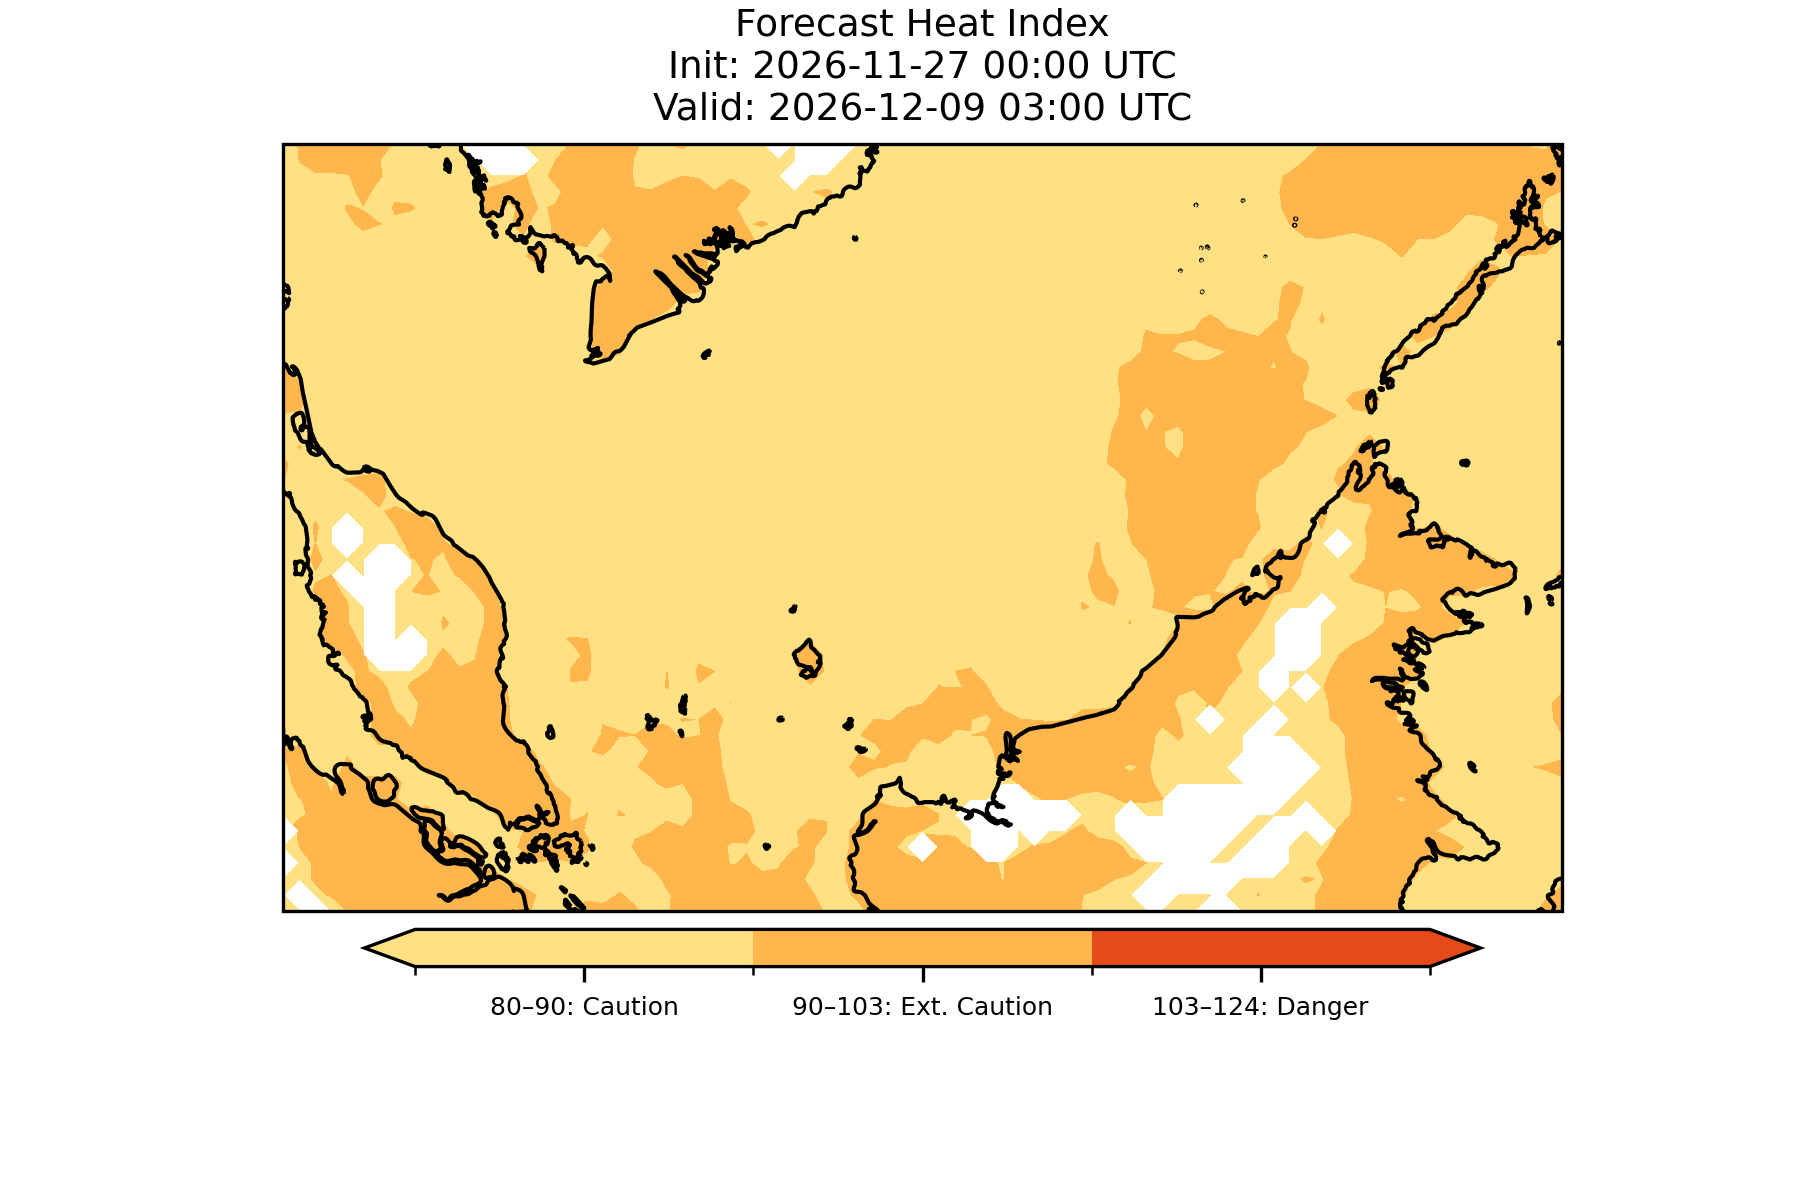 Forecast Heat Index
Init: 2026-11-27 00:00 UTC
Valid: 2026-12-09 03:00 UTC
80–90: Caution
90–103: Ext. Caution
103–124: Danger